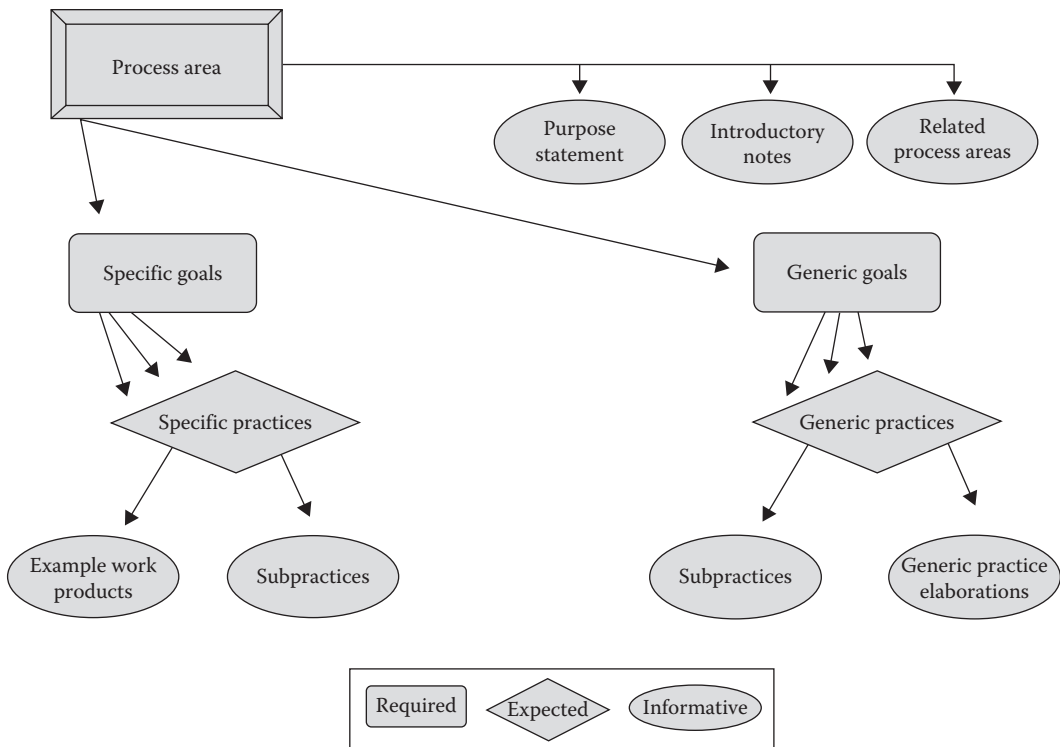 Process area
Purpose
statement
Introductory
notes
Related
process areas
Specific goals
Generic goals
Specific practices
Generic practices
Example work
products
Subpractices
Subpractices
Generic practice
elaborations
Required
Expected
Informative